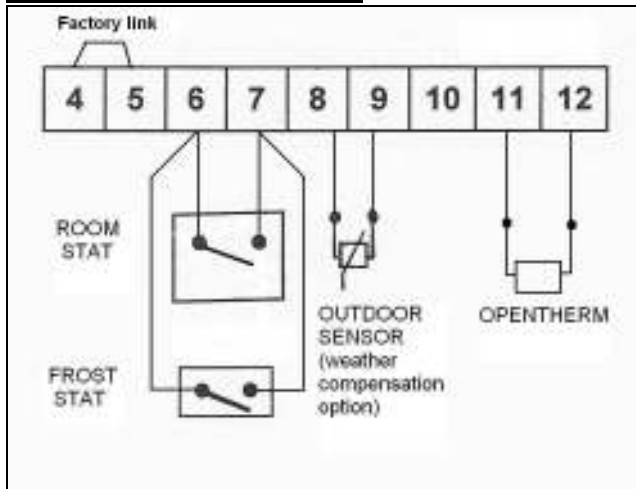 Factory link
4 5 6 7 8 9 10 11 12
ROOM
STAT
OUTDOOR
SENSOR
(weather
compensation
option)
OPENTHERM
FROST
STAT